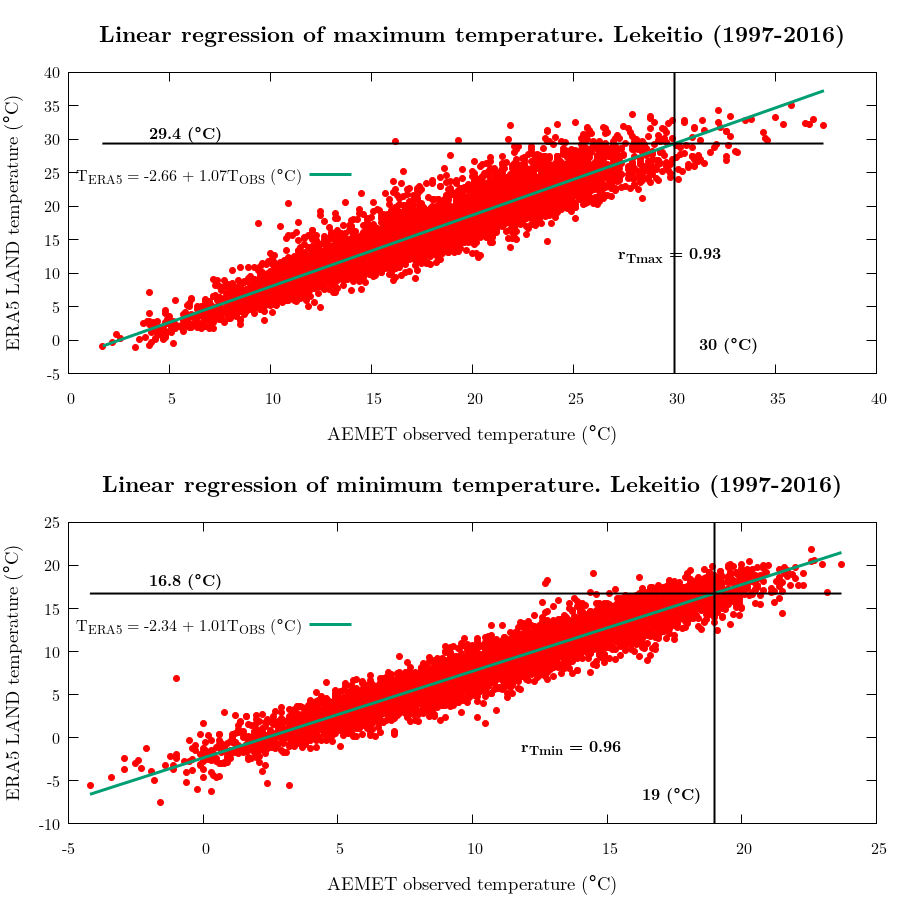 Linear regression of maximum temperature. Lekeitio (1997-2016)
40
35
30
25
20
15
10
5
0
-5
ERA5 LAND temperature (°C)
29.4 (°C)
T_ERA5 = -2.66 + 1.07T_OBS (°C)
r_Tmax = 0.93
30 (°C)
0 5 10 15 20 25 30 35 40
AEMET observed temperature (°C)
Linear regression of minimum temperature. Lekeitio (1997-2016)
25
20
15
10
5
0
-5
-10
ERA5 LAND temperature (°C)
16.8 (°C)
T_ERA5 = -2.34 + 1.01T_OBS (°C)
r_Tmin = 0.96
19 (°C)
-5 0 5 10 15 20 25
AEMET observed temperature (°C)